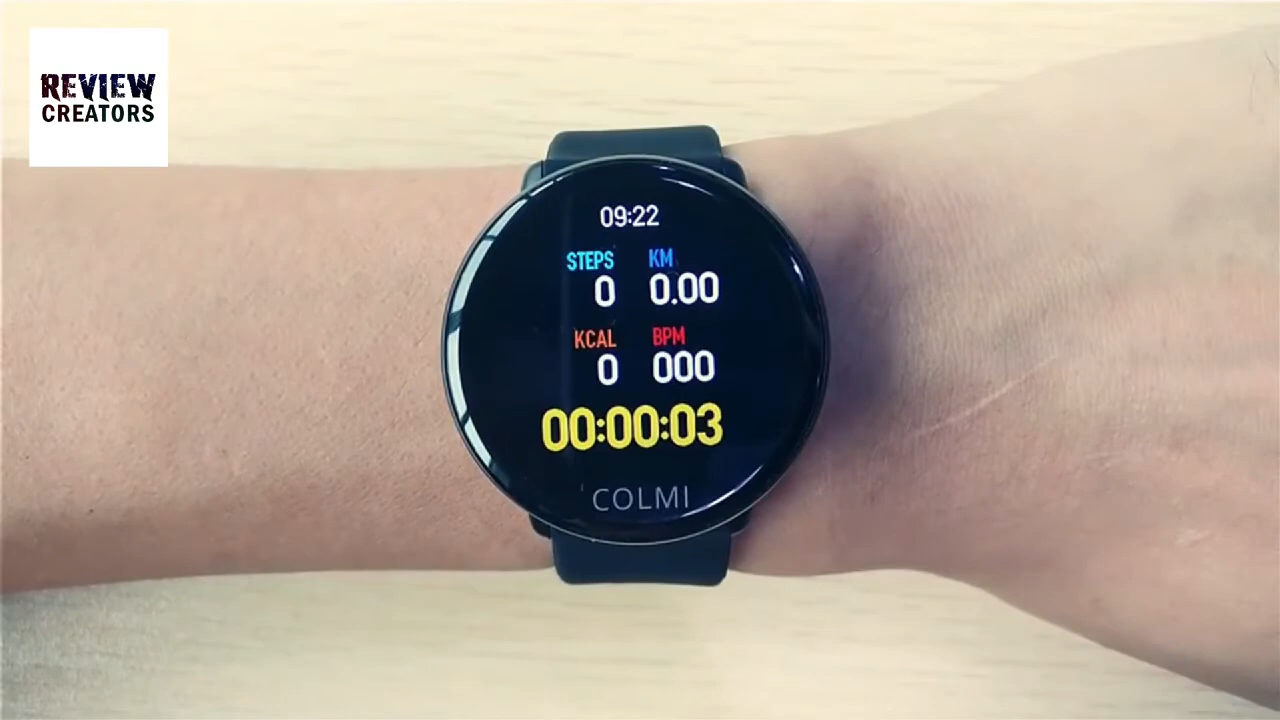 REVIEW
CREATORS
09:22
STEPS KM
0 0.00
KCAL BPM
0 000
00:00:03
COLMI